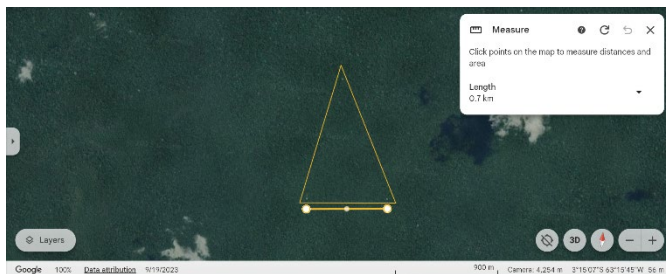 Measure
Click points on the map to measure distances and
area
Length
0.7 km
Layers
3D
Google 100% Data attribution 9/19/2023 900 m Camera: 4,254 m 3°15'07"S 63°15'45"W 56 m